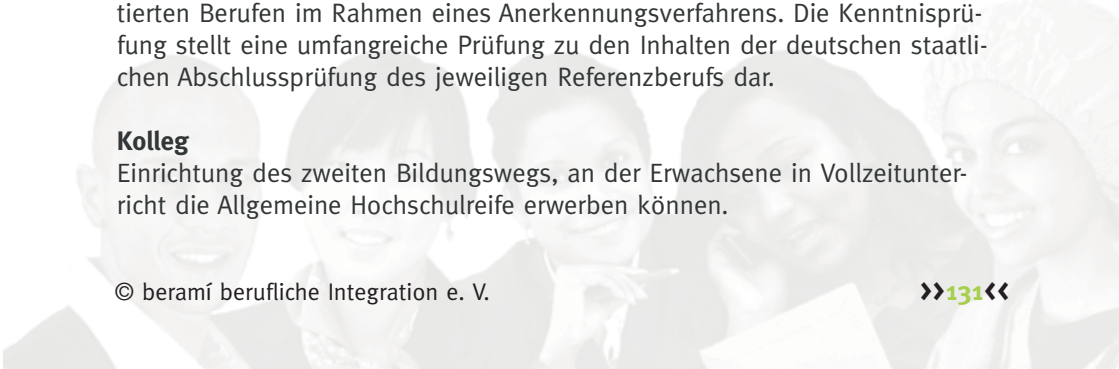 tierten Berufen im Rahmen eines Anerkennungsverfahrens. Die Kenntnisprü-
fung stellt eine umfangreiche Prüfung zu den Inhalten der deutschen staatli-
chen Abschlussprüfung des jeweiligen Referenzberufs dar.
Kolleg
Einrichtung des zweiten Bildungswegs, an der Erwachsene in Vollzeitunter-
richt die Allgemeine Hochschulreife erwerben können.
© beramí berufliche Integration e. V. >>131<<